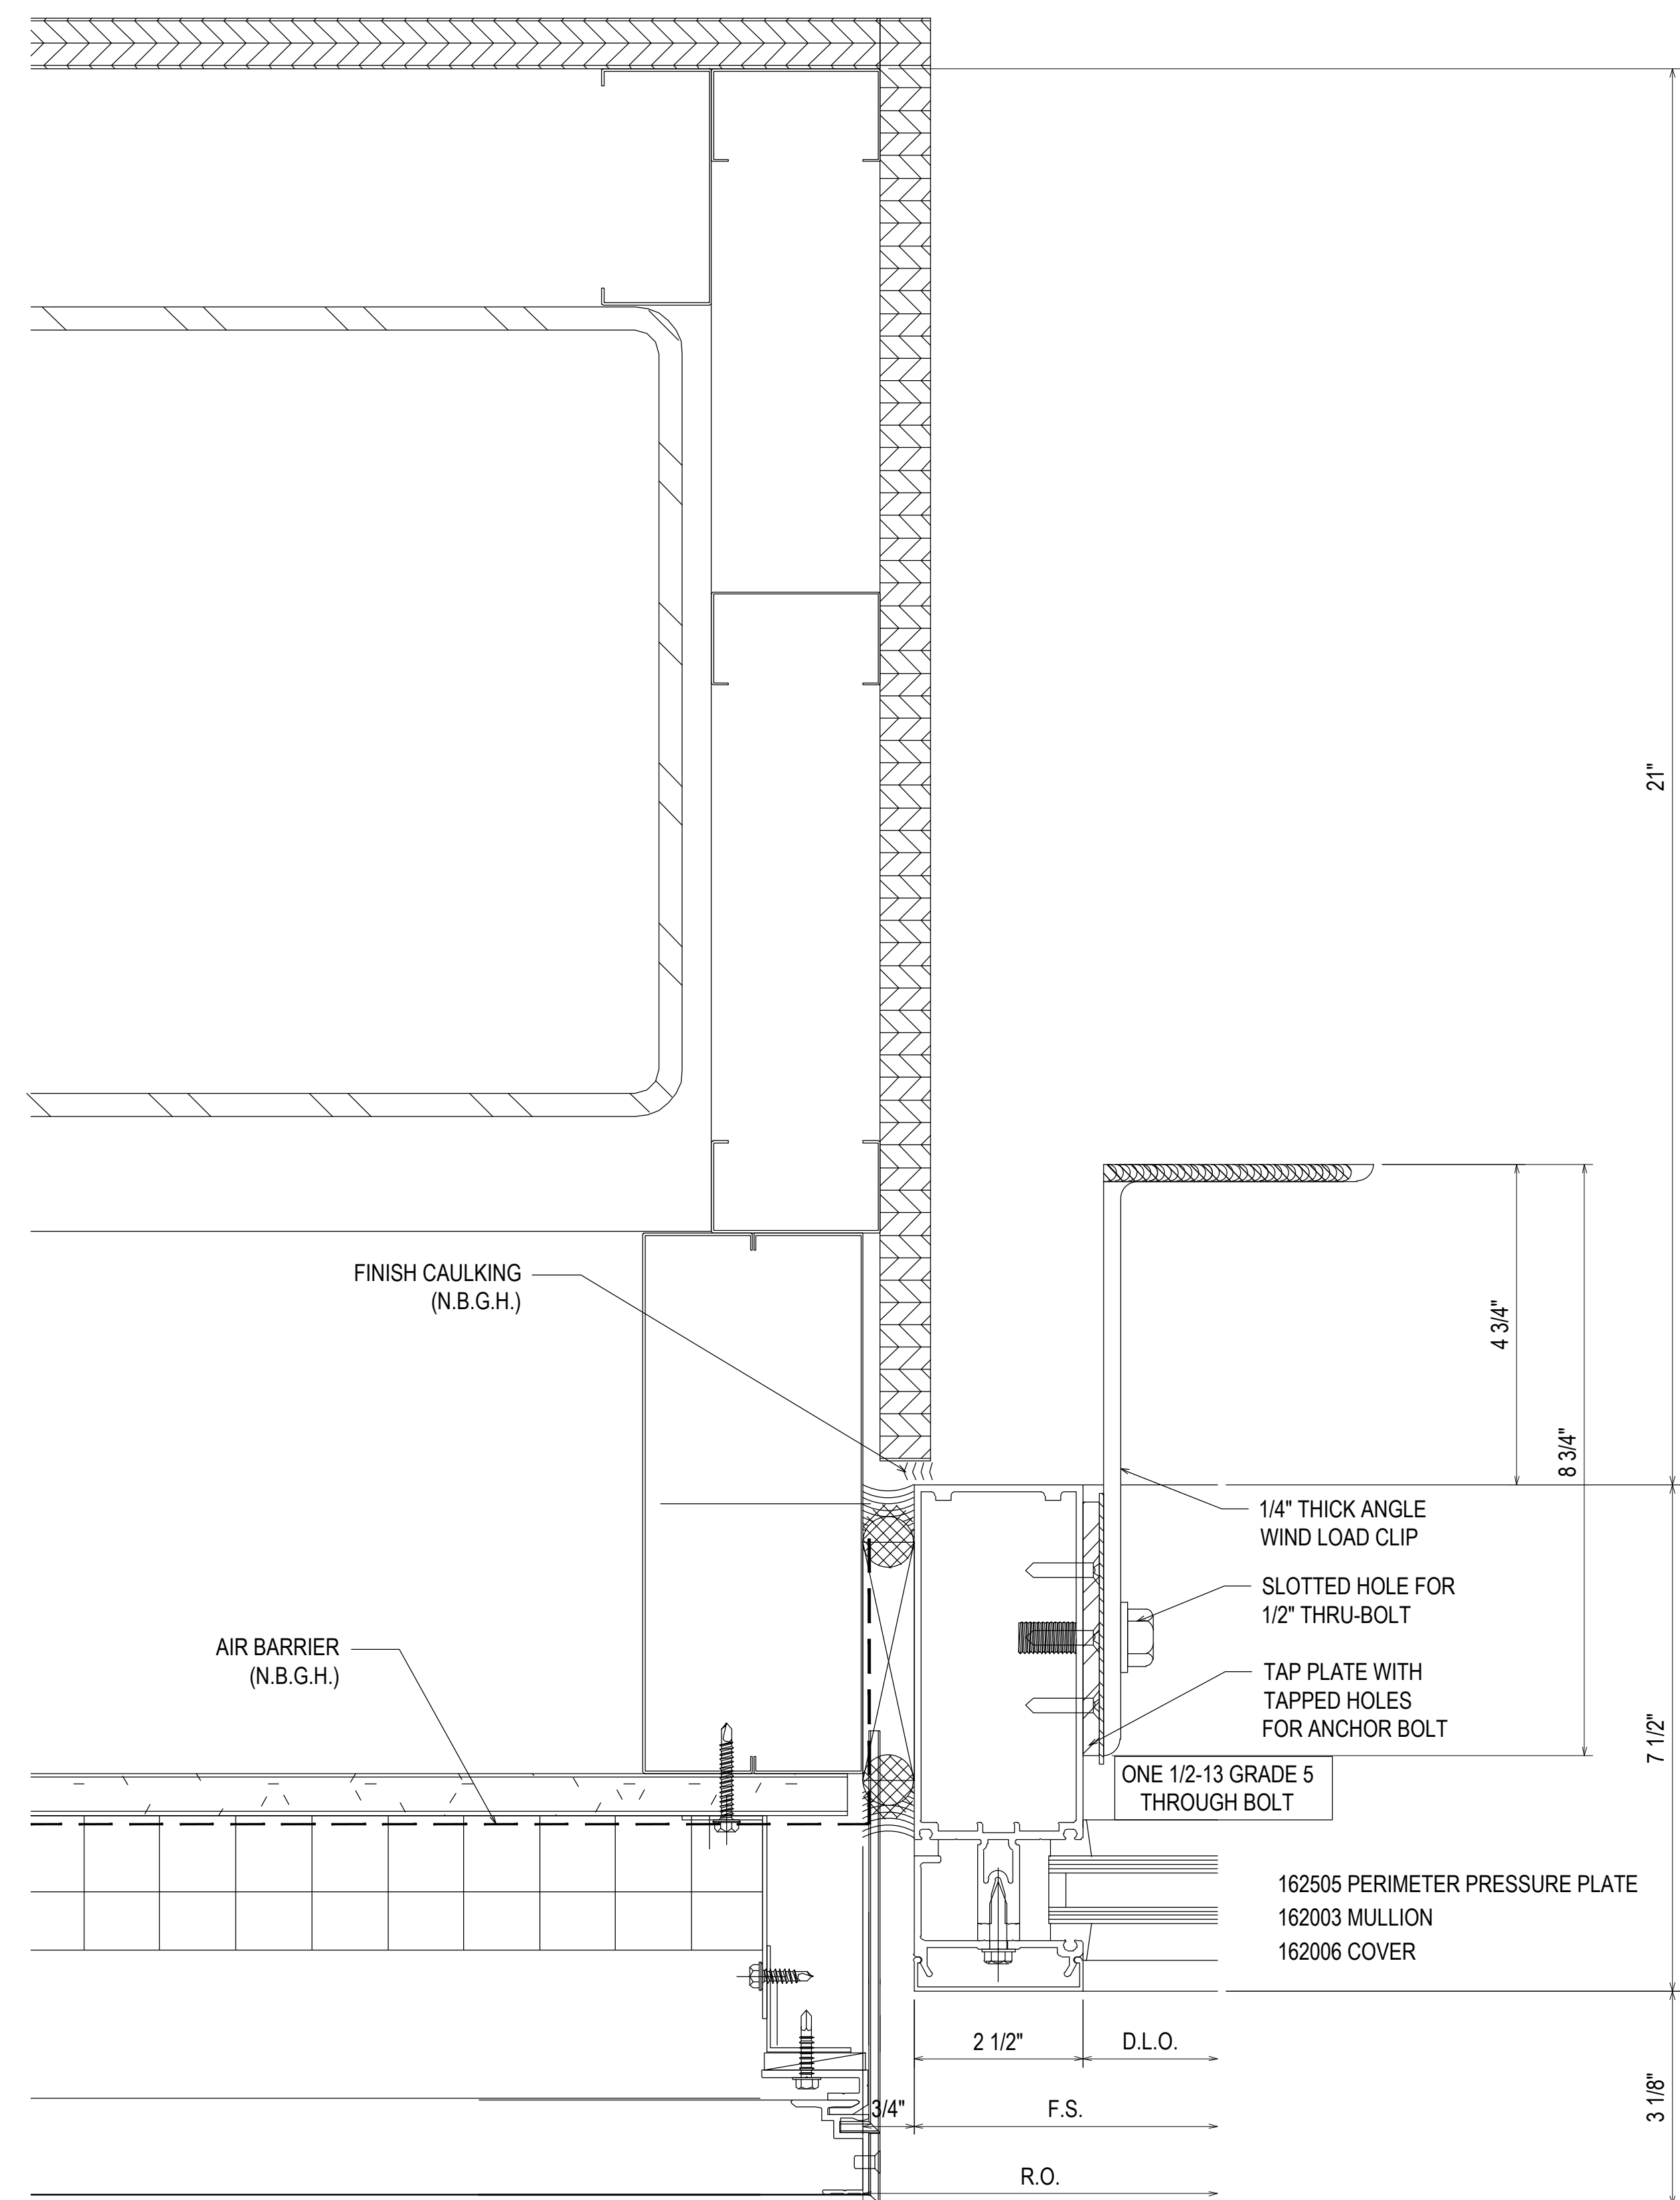 21"
FINISH CAULKING
(N.B.G.H.)
4 3/4"
8 3/4"
1/4" THICK ANGLE
WIND LOAD CLIP
SLOTTED HOLE FOR
1/2" THRU-BOLT
AIR BARRIER
(N.B.G.H.)
TAP PLATE WITH
TAPPED HOLES
FOR ANCHOR BOLT
7 1/2"
ONE 1/2-13 GRADE 5
THROUGH BOLT
162505 PERIMETER PRESSURE PLATE
162003 MULLION
162006 COVER
2 1/2"
D.L.O.
3/4"
F.S.
3 1/8"
R.O.